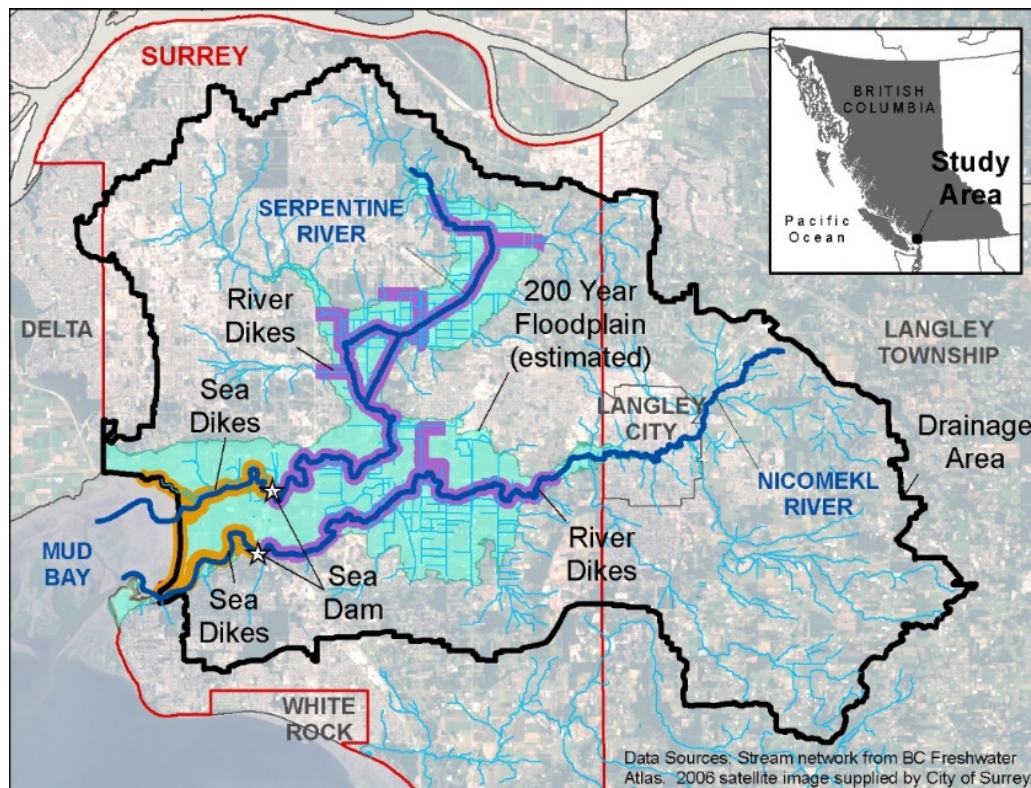 SURREY
BRITISH
COLUMBIA
Study
Area
Pacific
Ocean
SERPENTINE
RIVER
River
Dikes
200 Year
Floodplain
(estimated)
DELTA
LANGLEY
TOWNSHIP
Sea
Dikes
LANGLEY
CITY
Drainage
Area
NICOMEKL
RIVER
MUD
BAY
River
Dikes
Sea
Dam
Sea
Dikes
WHITE
ROCK
Data Sources: Stream network from BC Freshwater
Atlas. 2006 satellite image supplied by City of Surrey